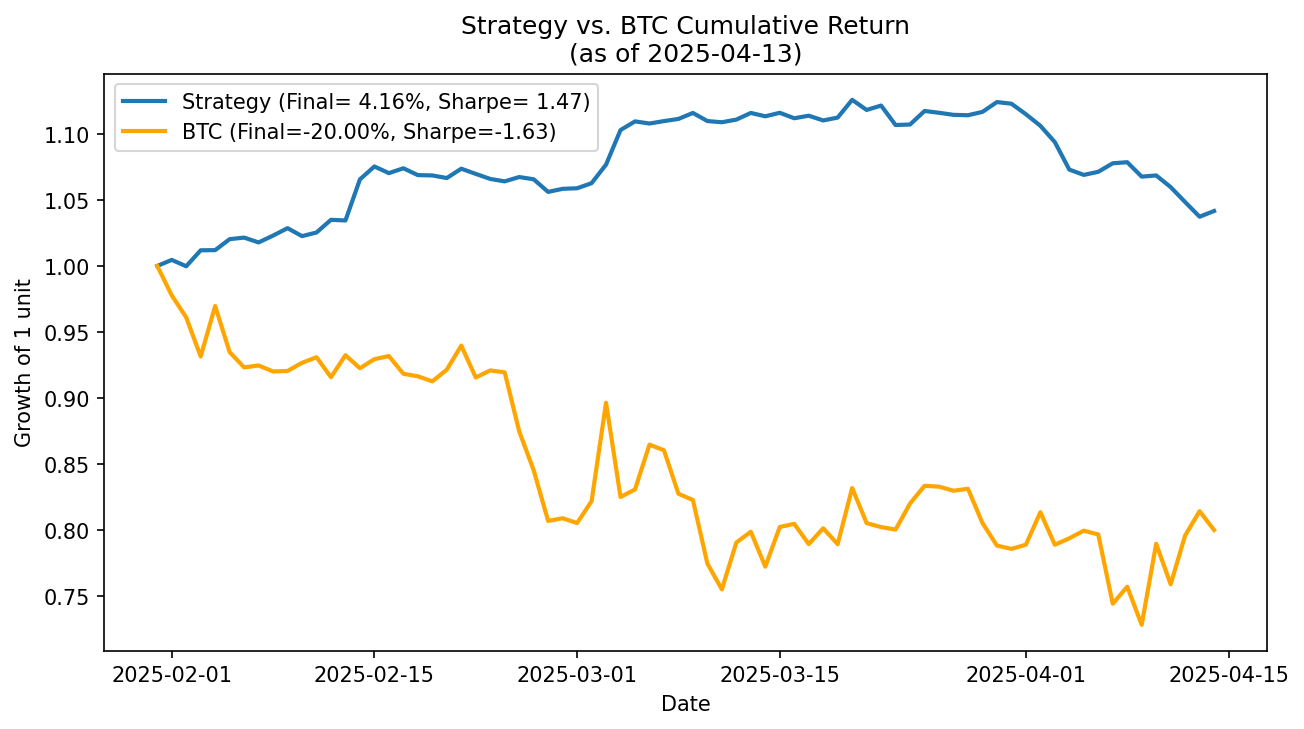 Strategy vs. BTC Cumulative Return
(as of 2025-04-13)
Strategy (Final= 4.16%, Sharpe= 1.47)
BTC (Final=-20.00%, Sharpe=-1.63)
Growth of 1 unit
1.10
1.05
1.00
0.95
0.90
0.85
0.80
0.75
2025-02-01 2025-02-15 2025-03-01 2025-03-15 2025-04-01 2025-04-15
Date